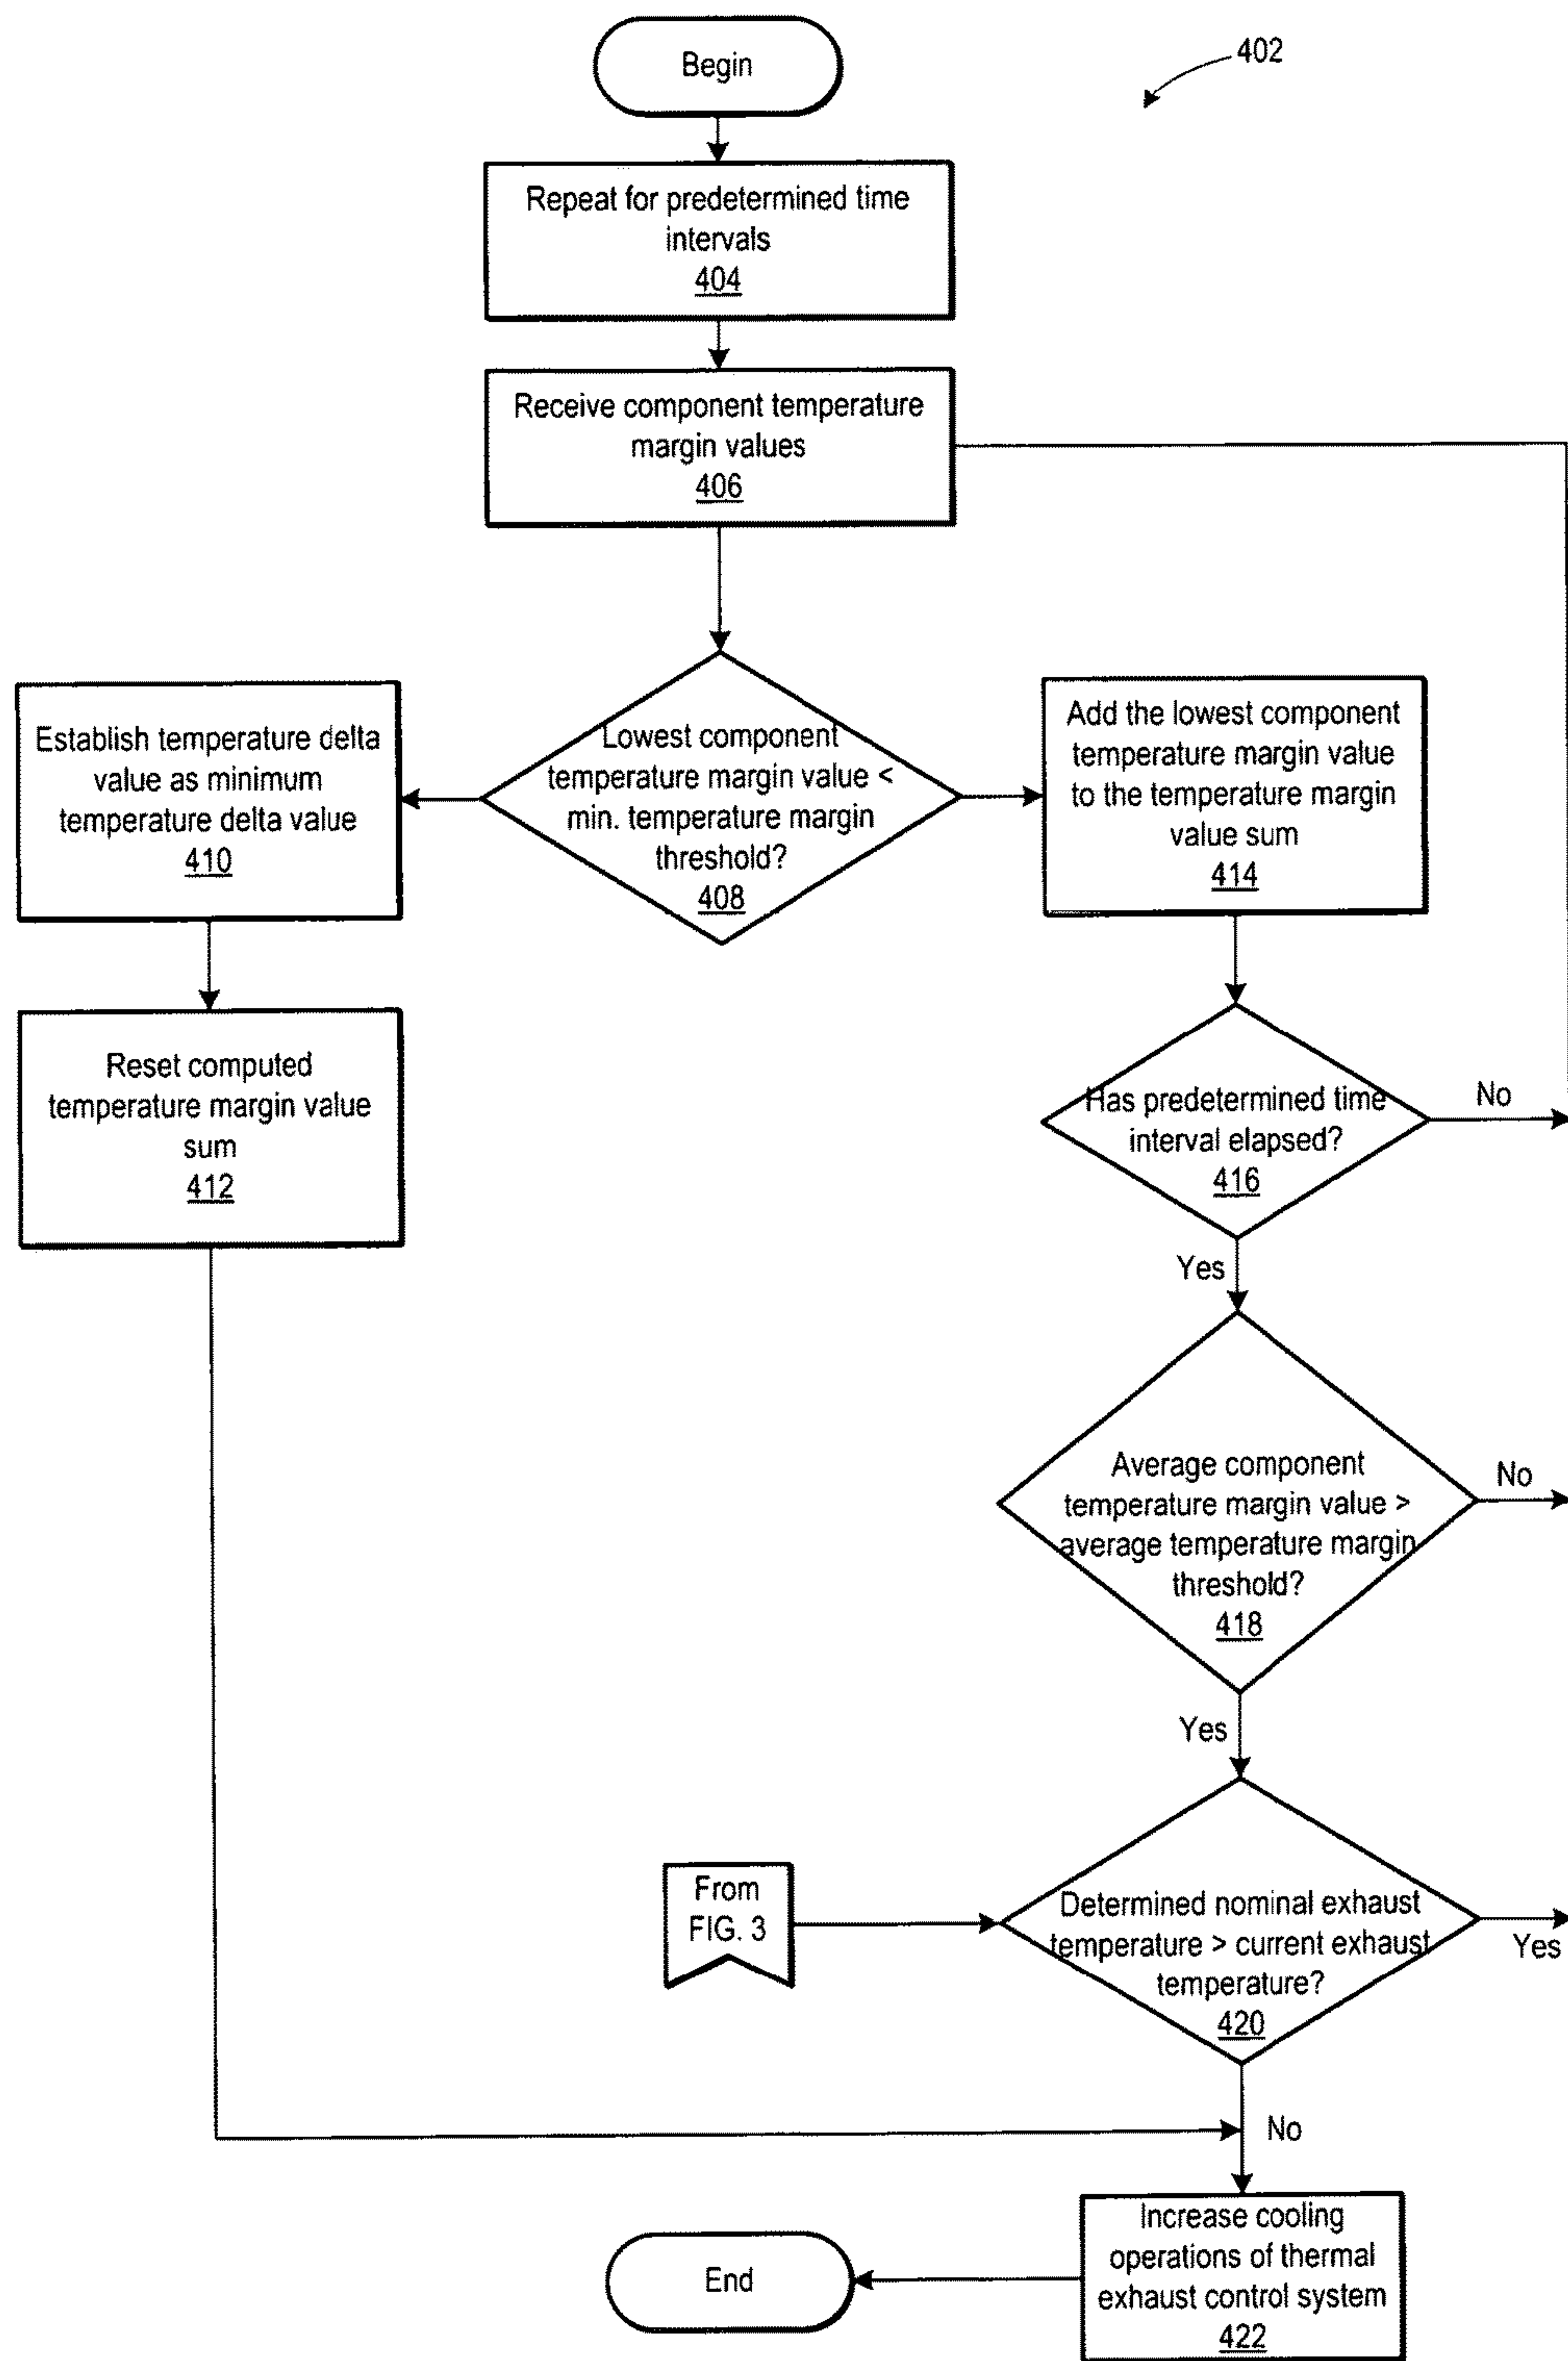 Begin
402
Repeat for predetermined time
intervals
404
Receive component temperature
margin values
406
Lowest component
temperature margin value <
min. temperature margin
threshold?
408
Establish temperature delta
value as minimum
temperature delta value
410
Add the lowest component
temperature margin value
to the temperature margin
value sum
414
Reset computed
temperature margin value
sum
412
Has predetermined time
interval elapsed?
416
No
Yes
Average component
temperature margin value >
average temperature margin
threshold?
418
No
Yes
From
FIG. 3
Determined nominal exhaust
temperature > current exhaust
temperature?
420
Yes
No
Increase cooling
operations of thermal
exhaust control system
422
End